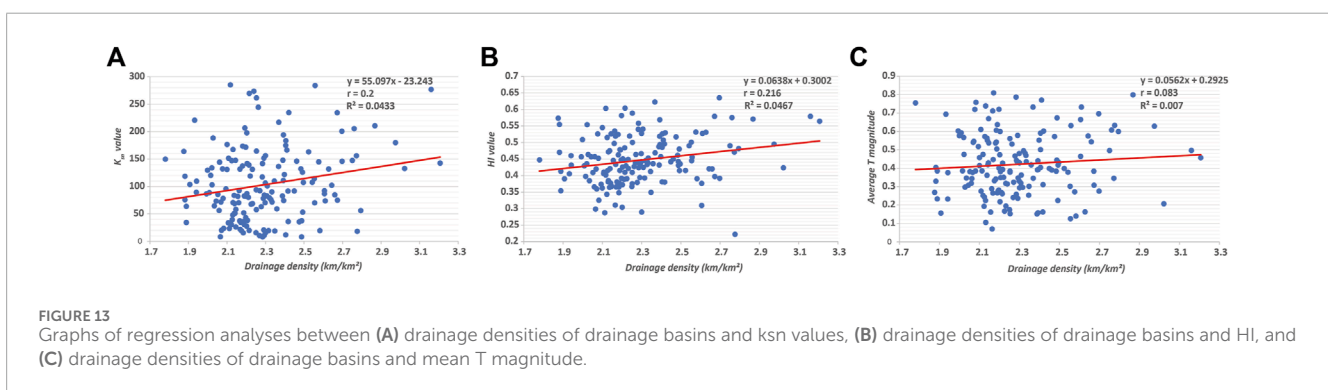 A
300
250
200
150
100
50
0
1.7 1.9 2.1 2.3 2.5 2.7 2.9 3.1 3.3
Ksn value
Drainage density (km/km²)
y = 55.097x - 23.243
r = 0.2
R² = 0.0433
B
0.7
0.65
0.6
0.55
0.5
0.45
0.4
0.35
0.3
0.25
0.2
1.7 1.9 2.1 2.3 2.5 2.7 2.9 3.1 3.3
HI value
Drainage density (km/km²)
y = 0.0638x + 0.3002
r = 0.216
R² = 0.0467
C
0.9
0.8
0.7
0.6
0.5
0.4
0.3
0.2
0.1
0
1.7 1.9 2.1 2.3 2.5 2.7 2.9 3.1 3.3
Average T magnitude
Drainage density (km/km²)
y = 0.0562x + 0.2925
r = 0.083
R² = 0.007
FIGURE 13
Graphs of regression analyses between (A) drainage densities of drainage basins and ksn values, (B) drainage densities of drainage basins and HI, and
(C) drainage densities of drainage basins and mean T magnitude.